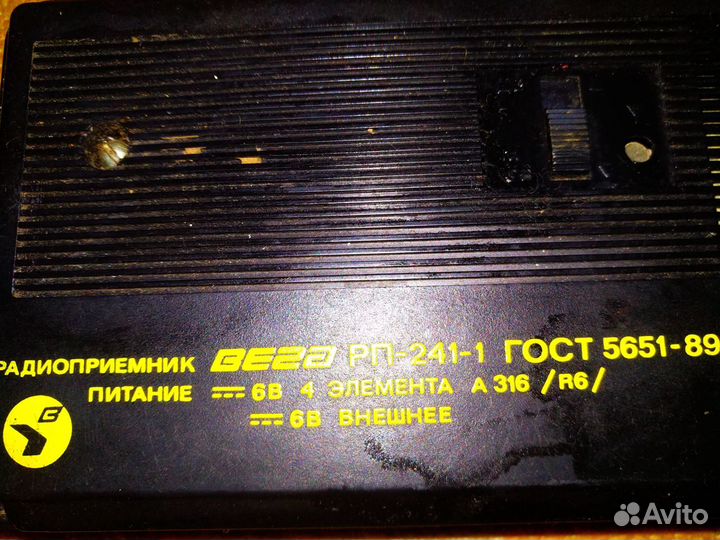 РАДИОПРИЕМНИК ВЕГА РП-241-1 ГОСТ 5651-89
ПИТАНИЕ 6В 4 ЭЛЕМЕНТА А 316 /R6/
6В ВНЕШНЕЕ
В
Avito